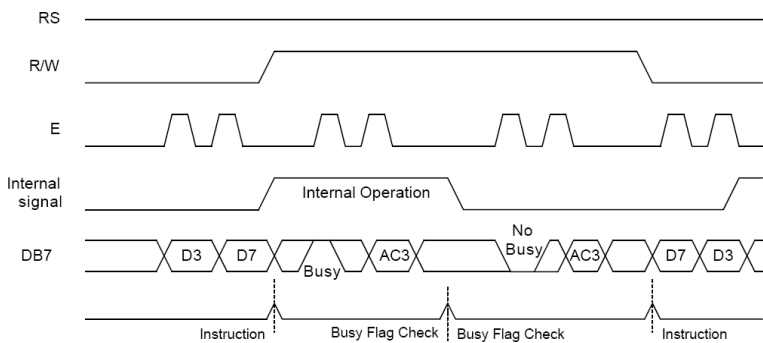 RS
R/W
E
Internal
signal
Internal Operation
DB7
D3
D7
Busy
AC3
No
Busy
AC3
D7
D3
Instruction
Busy Flag Check
Busy Flag Check
Instruction